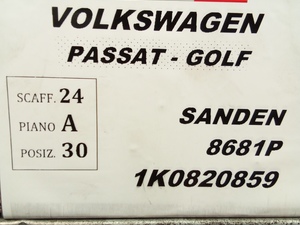 VOLKSWAGEN
PASSAT - GOLF
SCAFF. 24
PIANO A
POSIZ. 30
SANDEN
8681P
1K0820859